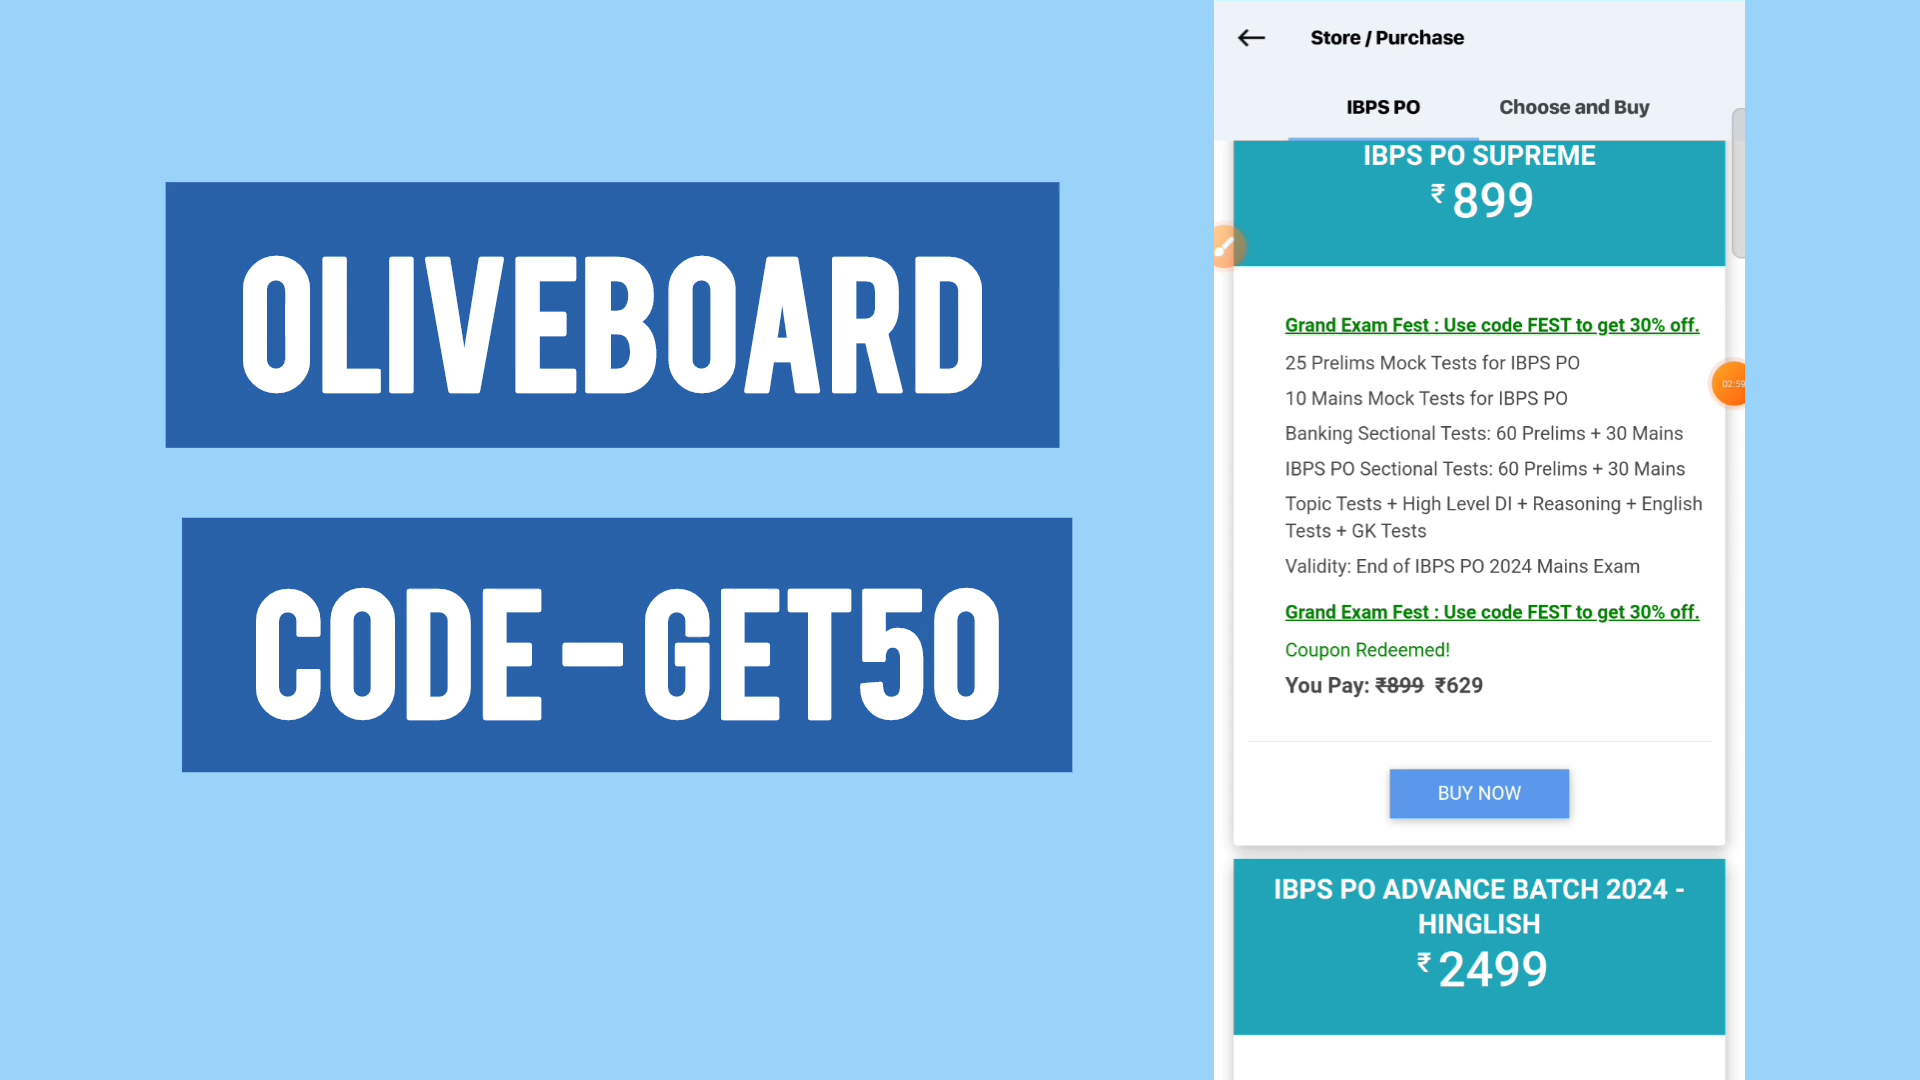 OLIVEBOARD
CODE-GET50
Store / Purchase
IBPS PO
Choose and Buy
IBPS PO SUPREME
₹899
Grand Exam Fest : Use code FEST to get 30% off.
25 Prelims Mock Tests for IBPS PO
10 Mains Mock Tests for IBPS PO
Banking Sectional Tests: 60 Prelims + 30 Mains
IBPS PO Sectional Tests: 60 Prelims + 30 Mains
Topic Tests + High Level DI + Reasoning + English
Tests + GK Tests
Validity: End of IBPS PO 2024 Mains Exam
Grand Exam Fest : Use code FEST to get 30% off.
Coupon Redeemed!
You Pay: ₹899 ₹629
BUY NOW
IBPS PO ADVANCE BATCH 2024 -
HINGLISH
₹2499
02:59